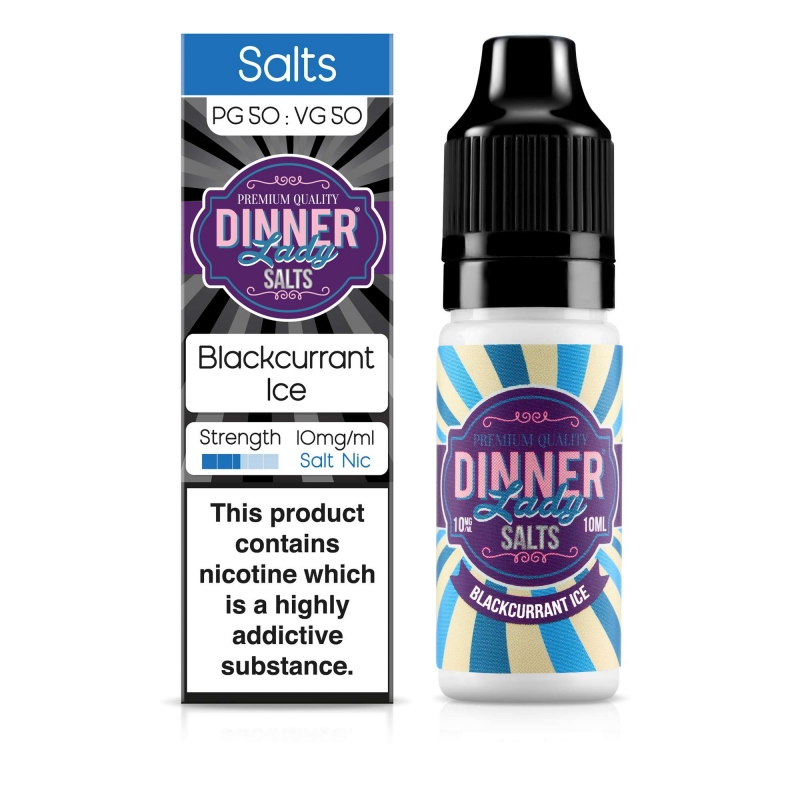 Salts
PG 50 : VG 50
PREMIUM QUALITY
DINNER®
Lady
SALTS
Blackcurrant
Ice
Strength 10mg/ml
Salt Nic
This product
contains
nicotine which
is a highly
addictive
substance.
PREMIUM QUALITY
DINNER
Lady
10MG/ML 10ML
SALTS
BLACKCURRANT ICE